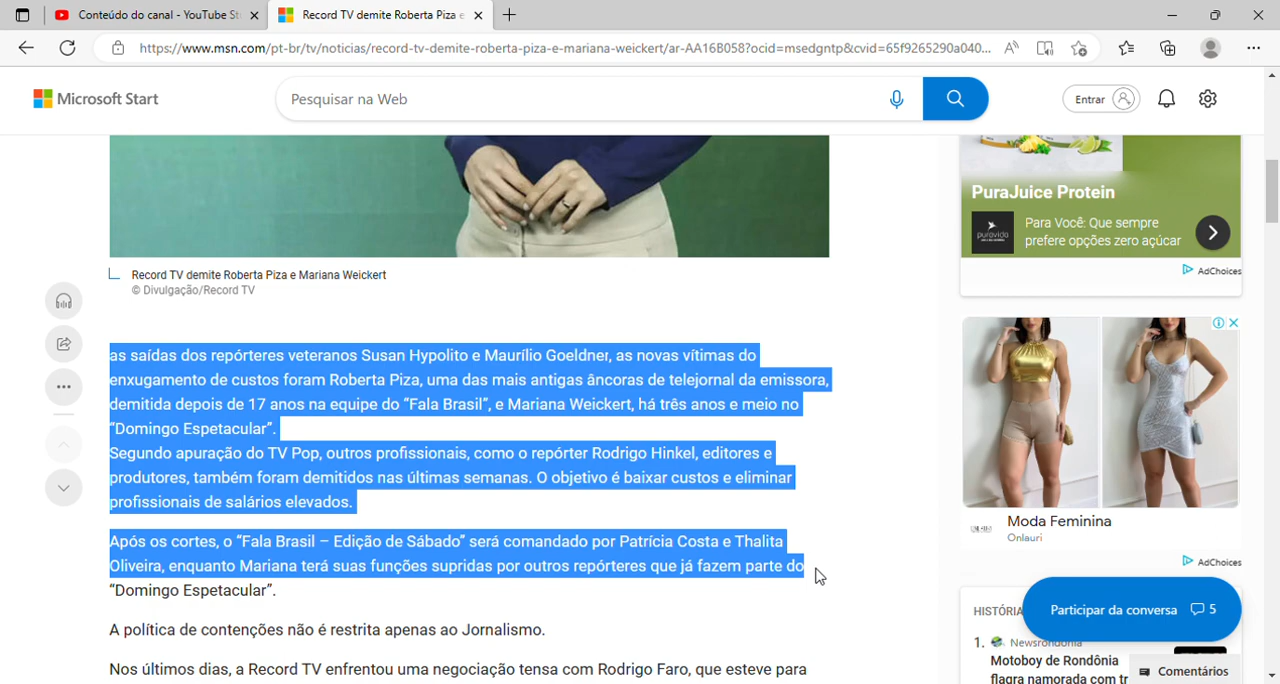 Conteúdo do canal - YouTube St
Record TV demite Roberta Piza e
https://www.msn.com/pt-br/tv/noticias/record-tv-demite-roberta-piza-e-mariana-weickert/ar-AA16B058?ocid=msedgntp&cvid=65f9265290a040...
Microsoft Start
Pesquisar na Web
Entrar
Record TV demite Roberta Piza e Mariana Weickert
© Divulgação/Record TV
as saídas dos repórteres veteranos Susan Hypolito e Maurílio Goeldner, as novas vítimas do
enxugamento de custos foram Roberta Piza, uma das mais antigas âncoras de telejornal da emissora,
demitida depois de 17 anos na equipe do “Fala Brasil”, e Mariana Weickert, há três anos e meio no
“Domingo Espetacular”.
Segundo apuração do TV Pop, outros profissionais, como o repórter Rodrigo Hinkel, editores e
produtores, também foram demitidos nas últimas semanas. O objetivo é baixar custos e eliminar
profissionais de salários elevados.
Após os cortes, o “Fala Brasil – Edição de Sábado” será comandado por Patrícia Costa e Thalita
Oliveira, enquanto Mariana terá suas funções supridas por outros repórteres que já fazem parte do
“Domingo Espetacular”.
A política de contenções não é restrita apenas ao Jornalismo.
Nos últimos dias, a Record TV enfrentou uma negociação tensa com Rodrigo Faro, que esteve para
PuraJuice Protein
puravida
Para Você: Que sempre
prefere opções zero açúcar
AdChoices
Moda Feminina
Onlauri
AdChoices
HISTÓRIA
Participar da conversa 5
1. Newsrondonia
Motoboy de Rondônia
flagra namorada com tr
Comentários